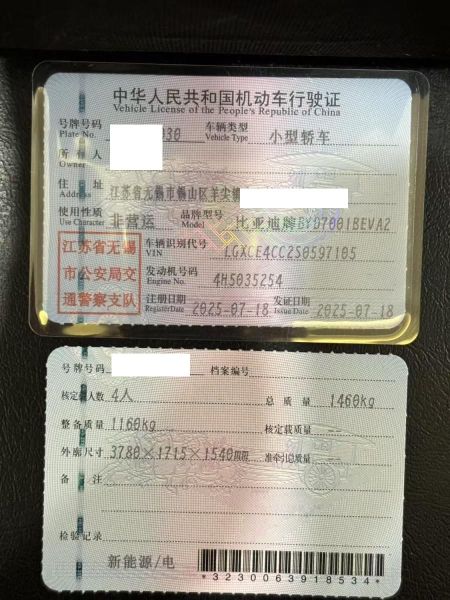 中华人民共和国机动车行驶证
Vehicle License of the People's Republic of China
号牌号码 030 车辆类型 小型轿车
Plate No. Vehicle Type
所有人
Owner
住址 江苏省无锡市锡山区羊尖镇
Address
使用性质 非营运 品牌型号 比亚迪牌BYD7001BEVA2
Use Character Model
江苏省无锡市公安局交通警察支队
车辆识别代号 LGXCE4CC2S0597105
VIN
发动机号码 4H5035254
Engine No.
注册日期 2025-07-18 发证日期 2025-07-18
Register Date Issue Date
号牌号码 档案编号
核定载人数 4人 总质量 1460kg
整备质量 1160kg 核定载质量 --
外廓尺寸 3780×1715×1540mm 准牵引总质量 --
备注
检验记录
新能源/电
*3230063918534*